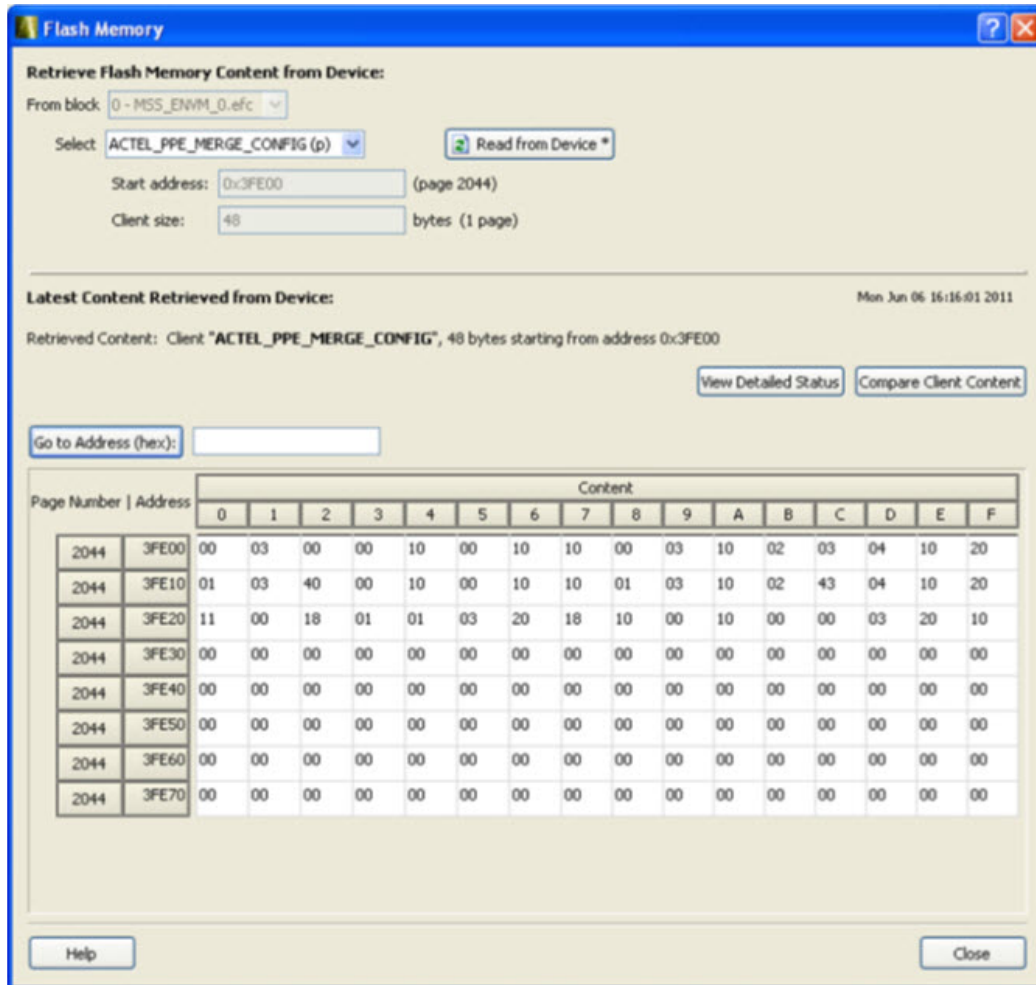 Flash Memory
Retrieve Flash Memory Content from Device:
From block 0 - MSS_ENVM_0.efc
Select ACTEL_PPE_MERGE_CONFIG (p) Read from Device *
Start address: 0x3FE00 (page 2044)
Client size: 48 bytes (1 page)
Latest Content Retrieved from Device: Mon Jun 06 16:16:01 2011
Retrieved Content: Client "ACTEL_PPE_MERGE_CONFIG", 48 bytes starting from address 0x3FE00
View Detailed Status Compare Client Content
Go to Address (hex):
Content
Page Number | Address
0 1 2 3 4 5 6 7 8 9 A B C D E F
2044 3FE00 00 03 00 00 10 00 10 10 00 03 10 02 03 04 10 20
2044 3FE10 01 03 40 00 10 00 10 10 01 03 10 02 43 04 10 20
2044 3FE20 11 00 18 01 01 03 20 18 10 00 10 00 00 03 20 10
2044 3FE30 00 00 00 00 00 00 00 00 00 00 00 00 00 00 00 00
2044 3FE40 00 00 00 00 00 00 00 00 00 00 00 00 00 00 00 00
2044 3FE50 00 00 00 00 00 00 00 00 00 00 00 00 00 00 00 00
2044 3FE60 00 00 00 00 00 00 00 00 00 00 00 00 00 00 00 00
2044 3FE70 00 00 00 00 00 00 00 00 00 00 00 00 00 00 00 00
Help Close